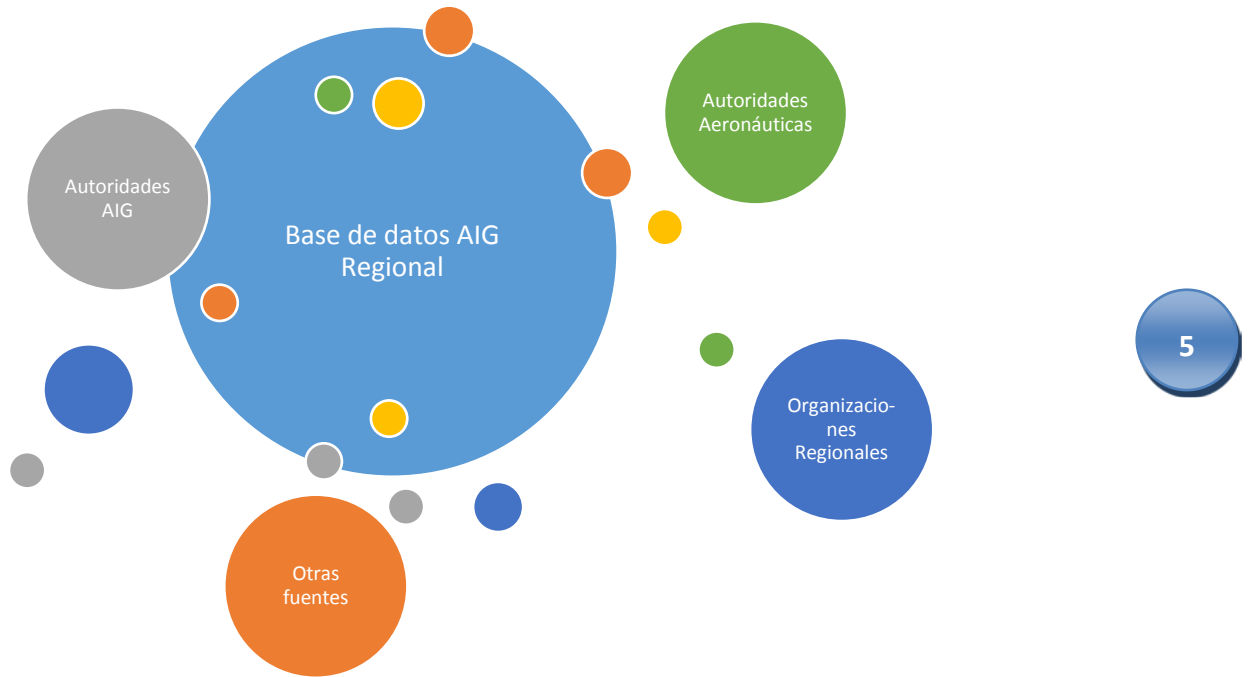 Autoridades
Aeronáuticas
Autoridades
AIG
Base de datos AIG
Regional
5
Organizacio-
nes
Regionales
Otras
fuentes